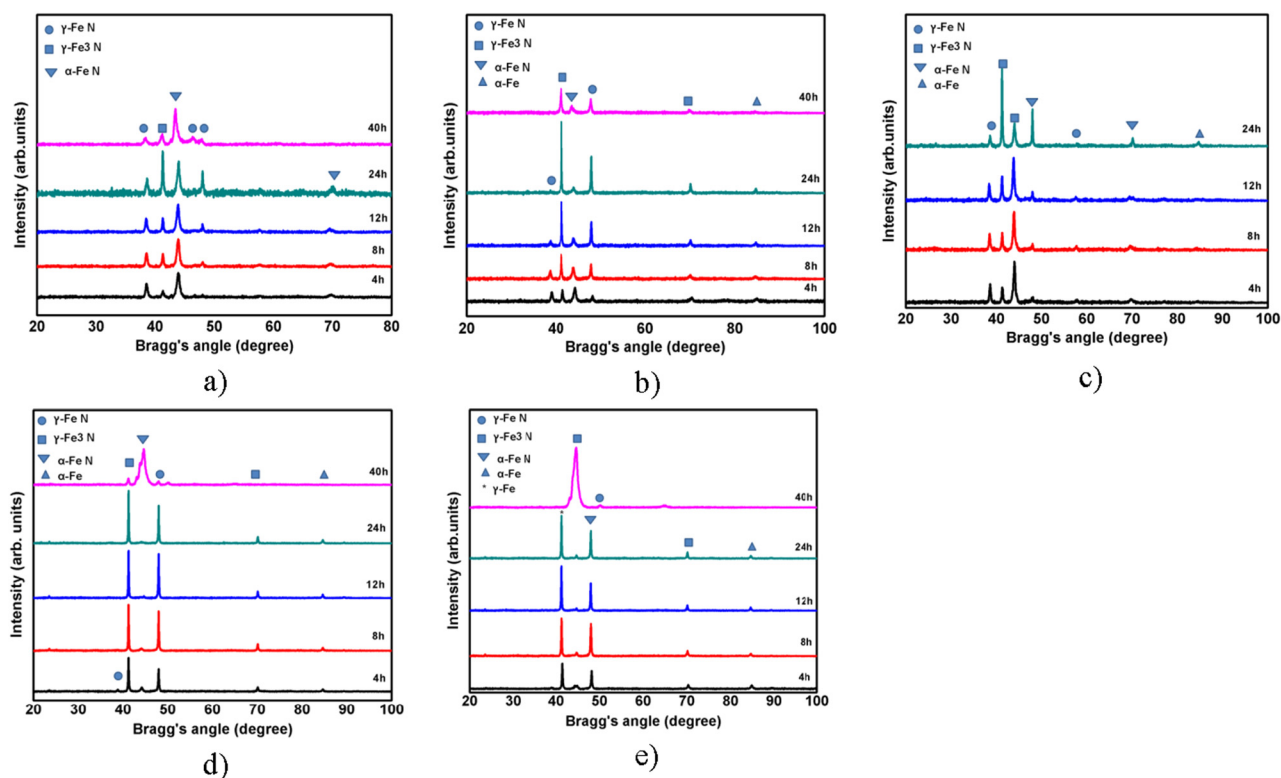 γ-Fe N
γ-Fe3 N
α-Fe N
40h
24h
12h
8h
4h
Intensity (arb.units)
20 30 40 50 60 70 80
Bragg's angle (degree)
a)
γ-Fe N
γ-Fe3 N
α-Fe N
α-Fe
40h
24h
12h
8h
4h
Intensity (arb.units)
20 40 60 80 100
Bragg's angle (degree)
b)
γ-Fe N
γ-Fe3 N
α-Fe N
α-Fe
24h
12h
8h
4h
Intensity (arb.units)
20 30 40 50 60 70 80 90 100
Bragg's angle (degree)
c)
γ-Fe N
γ-Fe3 N
α-Fe N
α-Fe
40h
24h
12h
8h
4h
Intensity (arb. units)
20 30 40 50 60 70 80 90 100
Bragg's angle (degree)
d)
γ-Fe N
γ-Fe3 N
α-Fe N
α-Fe
* γ-Fe
40h
*
24h
12h
8h
4h
Intensity (arb.units)
20 30 40 50 60 70 80 90 100
Bragg's angle (degree)
e)